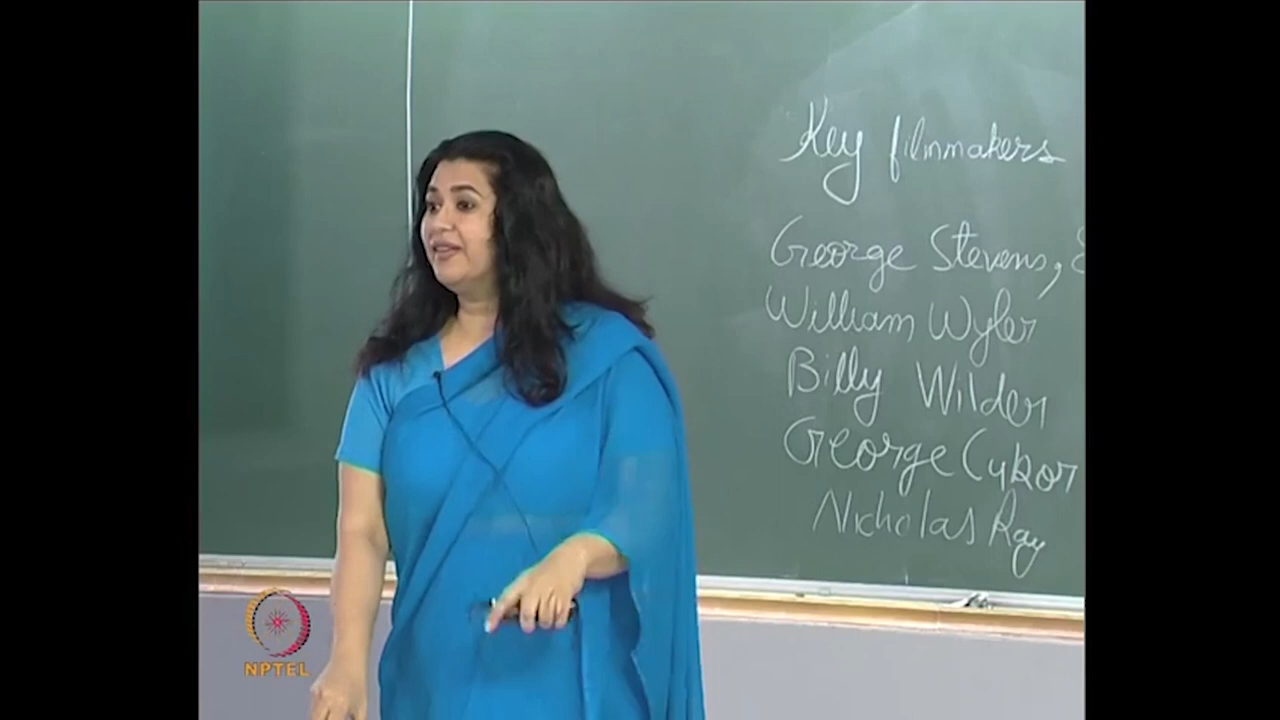 Key filmmakers
George Stevens,
William Wyler
Billy Wilder
George Cukor
Nicholas Ray
NPTEL